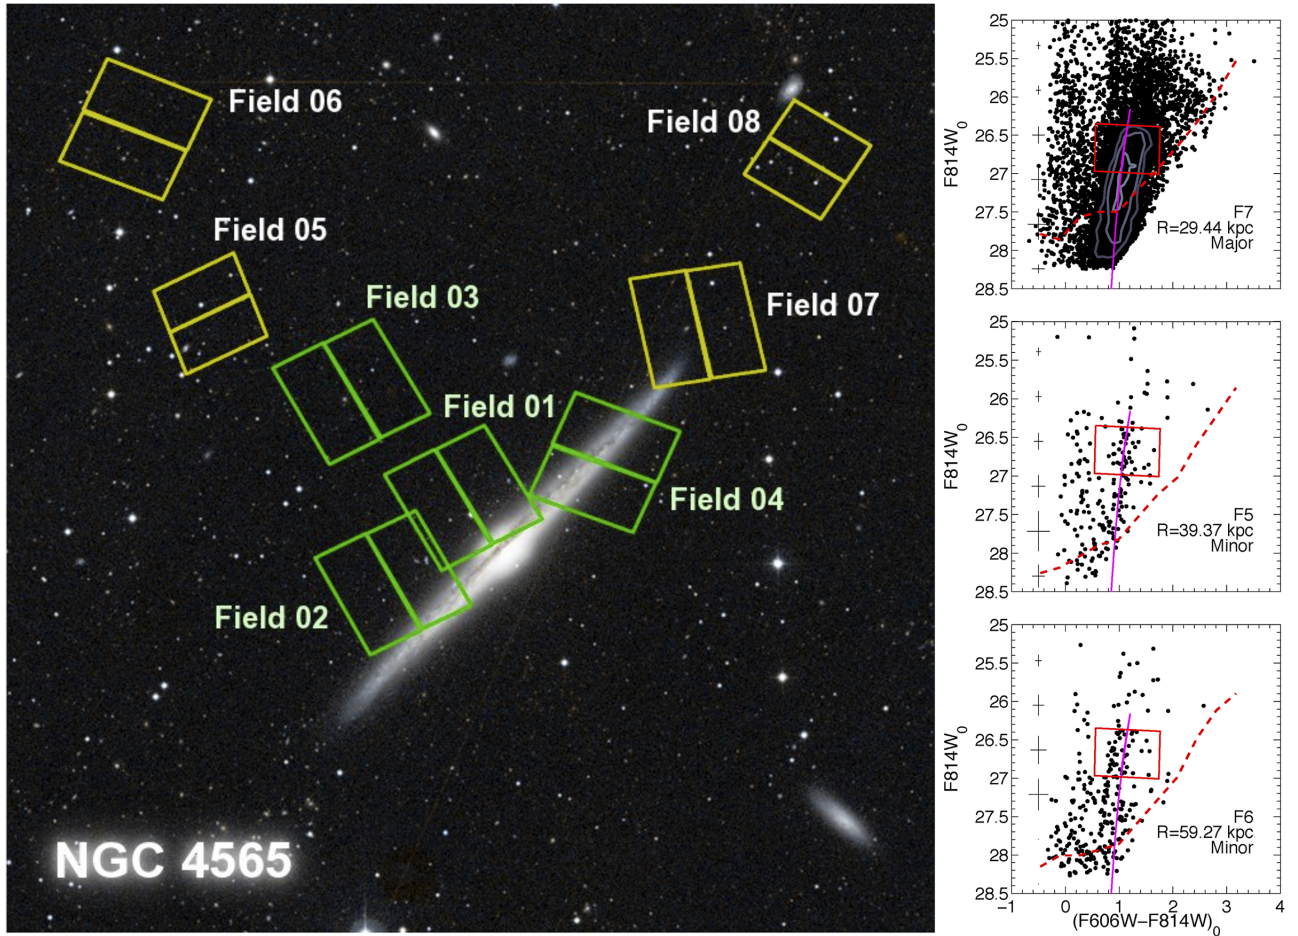 Field 06
Field 08
Field 05
Field 03
Field 07
Field 01
Field 04
Field 02
NGC 4565
25
25.5
26
26.5
27
27.5
28
28.5
F814W0
F7
R=29.44 kpc
Major
25
25.5
26
26.5
27
27.5
28
28.5
F814W0
F5
R=39.37 kpc
Minor
25
25.5
26
26.5
27
27.5
28
28.5
F814W0
F6
R=59.27 kpc
Minor
−1 0 1 2 3 4
(F606W−F814W)0